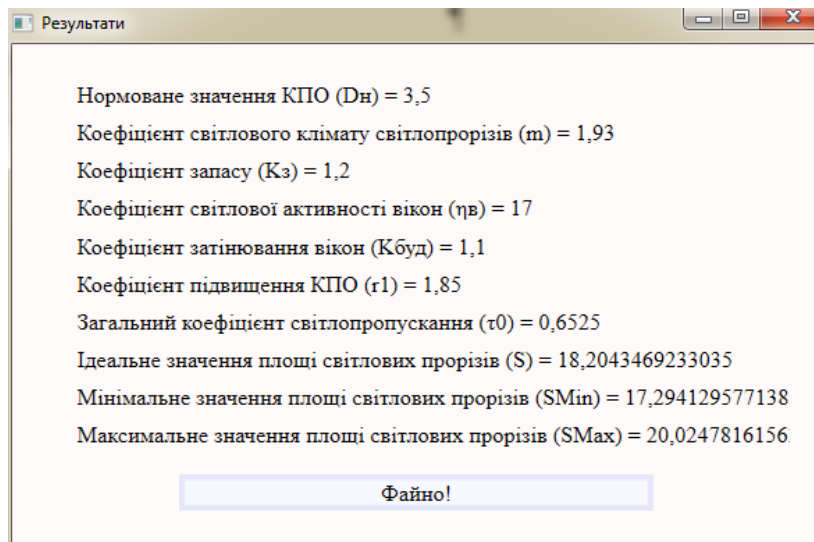 Результати
Нормоване значення КПО (Dн) = 3,5
Коефіцієнт світлового клімату світлопрорізів (m) = 1,93
Коефіцієнт запасу (Kз) = 1,2
Коефіцієнт світлової активності вікон (ηв) = 17
Коефіцієнт затінювання вікон (Kбуд) = 1,1
Коефіцієнт підвищення КПО (r1) = 1,85
Загальний коефіцієнт світлопропускання (τ0) = 0,6525
Ідеальне значення площі світлових прорізів (S) = 18,2043469233035
Мінімальне значення площі світлових прорізів (SMin) = 17,294129577138
Максимальне значення площі світлових прорізів (SMax) = 20,0247816156
Файно!